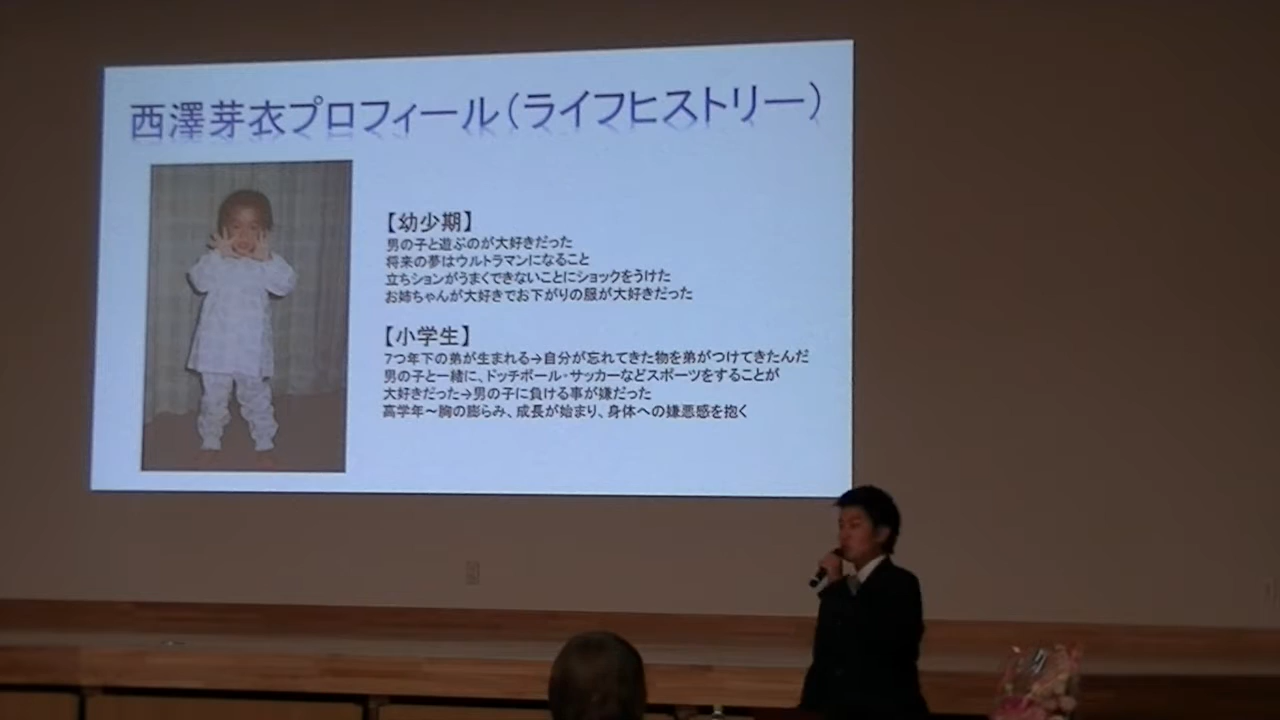 西澤芽衣プロフィール（ライフヒストリー）
【幼少期】
男の子と遊ぶのが大好きだった
将来の夢はウルトラマンになること
立ちションがうまくできないことにショックをうけた
お姉ちゃんが大好きでお下がりの服が大好きだった
【小学生】
7つ年下の弟が生まれる→自分が忘れてきた物を弟がつけてきたんだ
男の子と一緒に、ドッチボール・サッカーなどスポーツをすることが
大好きだった→男の子に負ける事が嫌だった
高学年～胸の膨らみ、成長が始まり、身体への嫌悪感を抱く